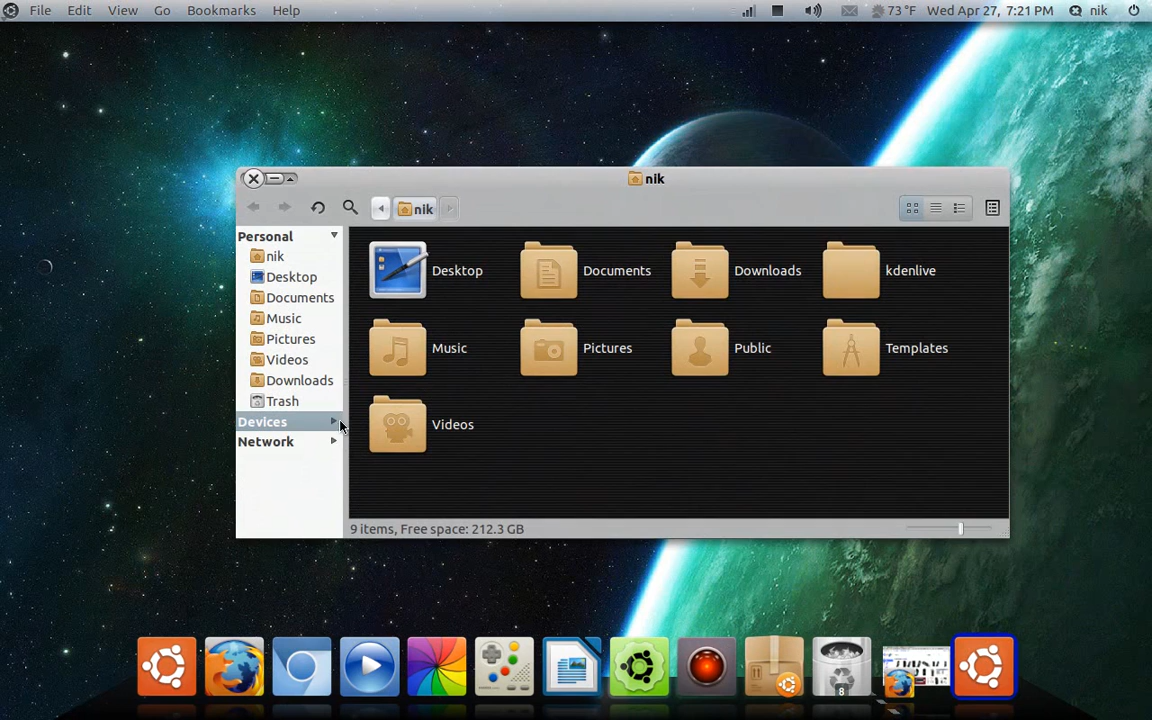 File Edit View Go Bookmarks Help 73 °F Wed Apr 27, 7:21 PM nik
nik
nik
Personal
nik
Desktop
Documents
Music
Pictures
Videos
Downloads
Trash
Devices
Network
Desktop Documents Downloads kdenlive
Music Pictures Public Templates
Videos
9 items, Free space: 212.3 GB
8